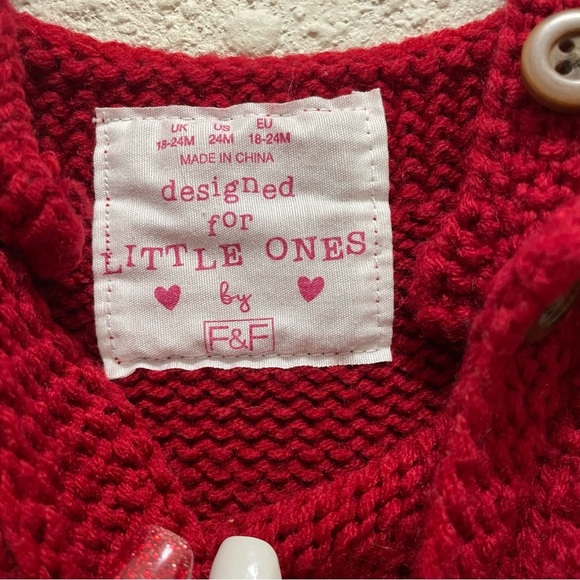 UK US EU
18-24M 24M 18-24M
MADE IN CHINA
designed
for
LITTLE ONES
by
F&F